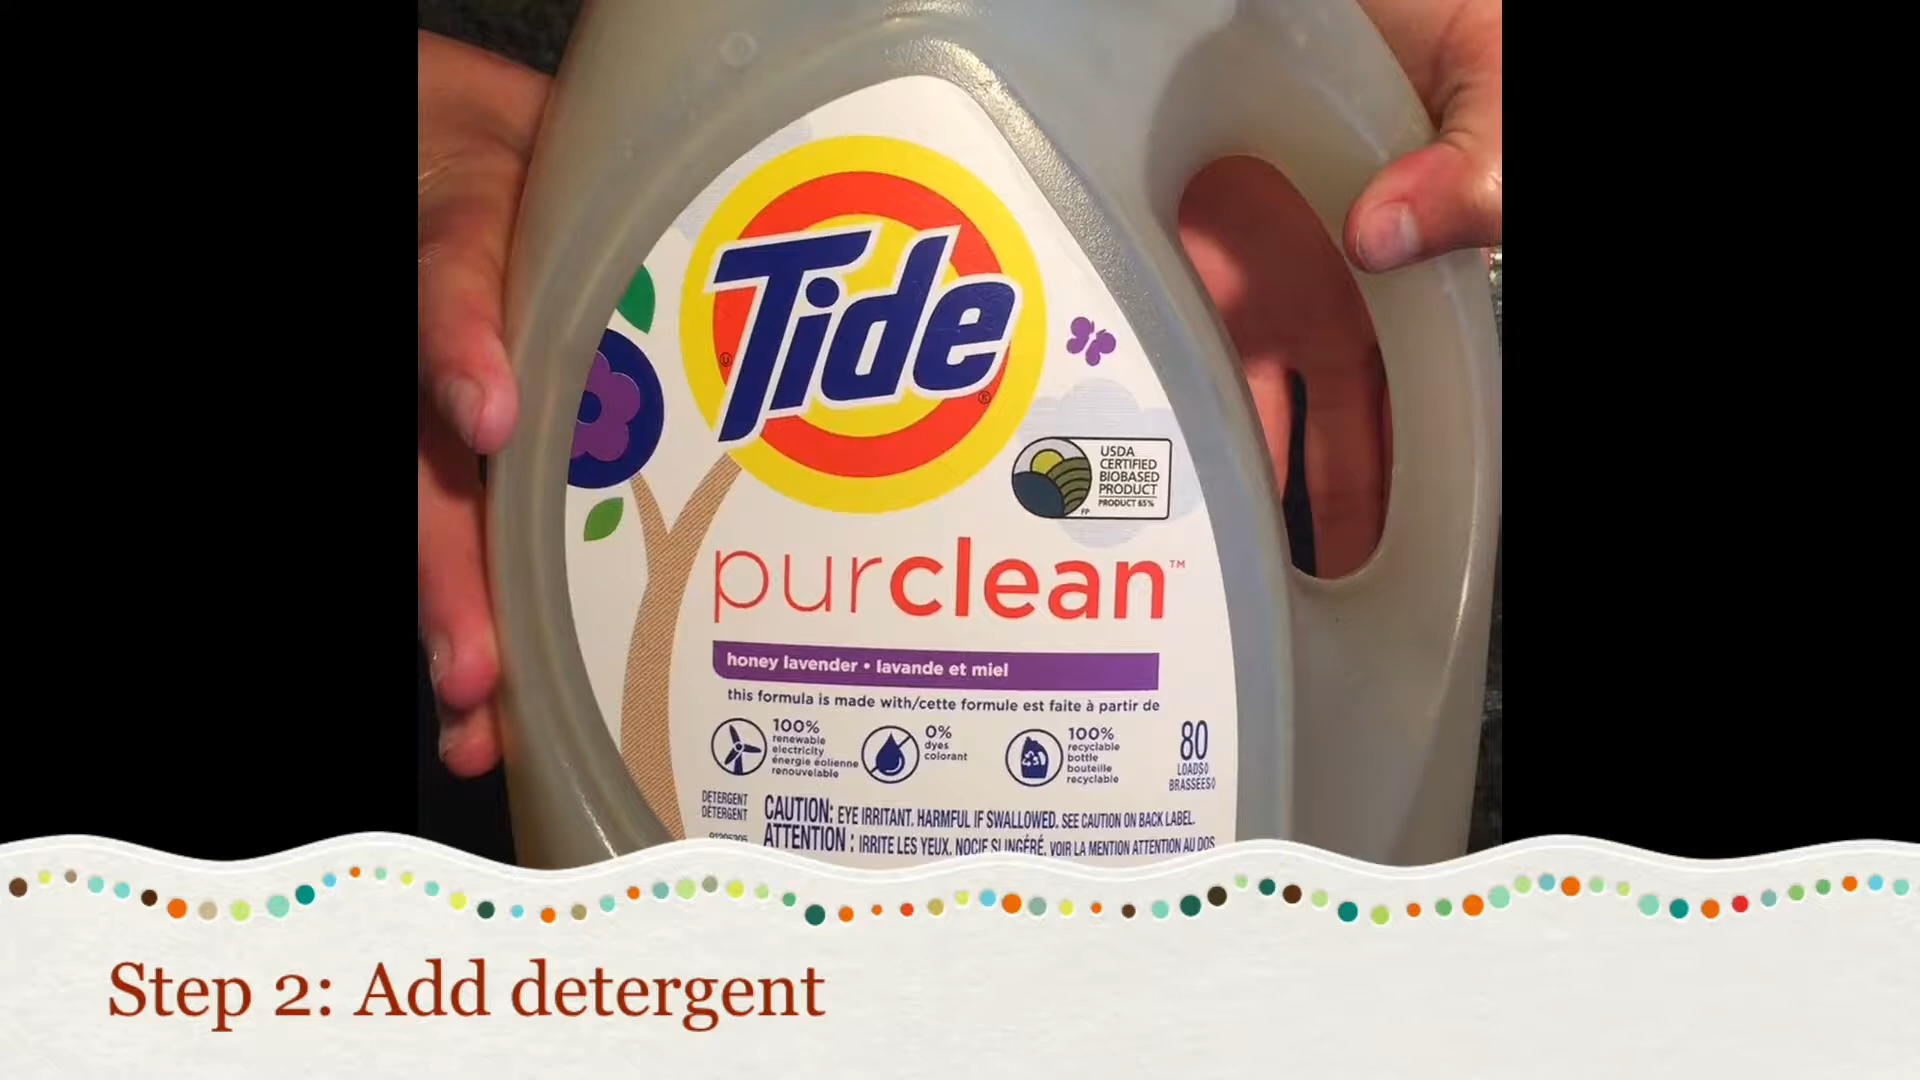 Tide
USDA
CERTIFIED
BIOBASED
PRODUCT
PRODUCT 65%
FP
purclean™
honey lavender • lavande et miel
this formula is made with/cette formule est faite à partir de
100%
renewable
electricity
énergie éolienne
renouvelable
0%
dyes
colorant
100%
recyclable
bottle
bouteille
recyclable
80
LOADS◊
BRASSÉES◊
DETERGENT
DÉTERGENT
CAUTION: EYE IRRITANT. HARMFUL IF SWALLOWED. SEE CAUTION ON BACK LABEL.
ATTENTION : IRRITE LES YEUX. NOCIF SI INGÉRÉ. VOIR LA MENTION ATTENTION AU DOS
Step 2: Add detergent